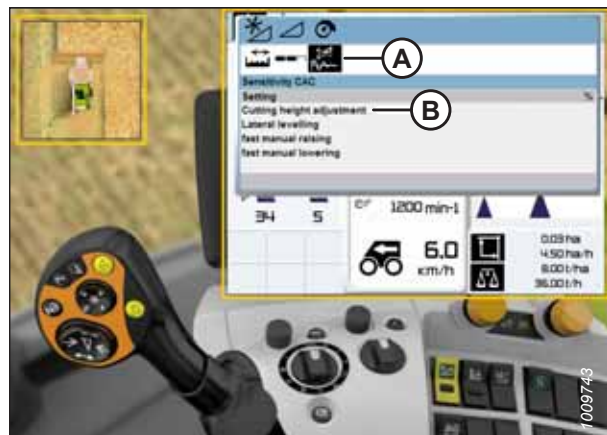 A
Sensitivity CAC
Setting %
Cutting height adjustment
B
Lateral levelling
fast manual raising
fast manual lowering
34 5
1200 min-1
6.0
km/h
0.03 ha
4.50 ha/h
8.00 t/ha
36.00 t/h
1009743